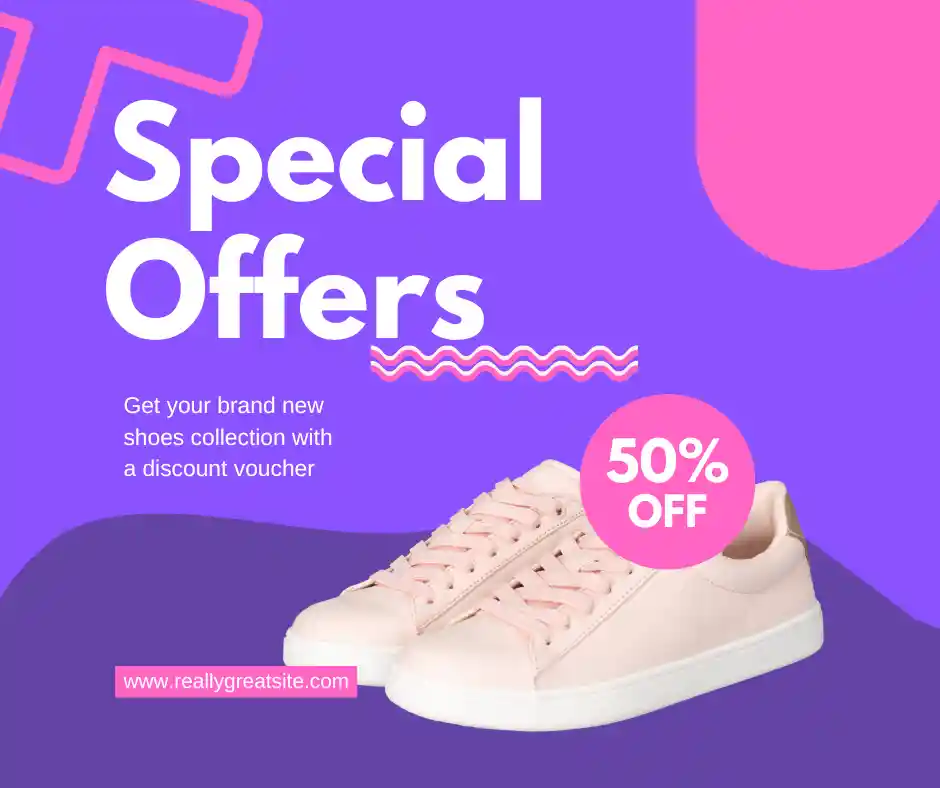 Special
Offers
Get your brand new
shoes collection with
a discount voucher
50%
OFF
www.reallygreatsite.com